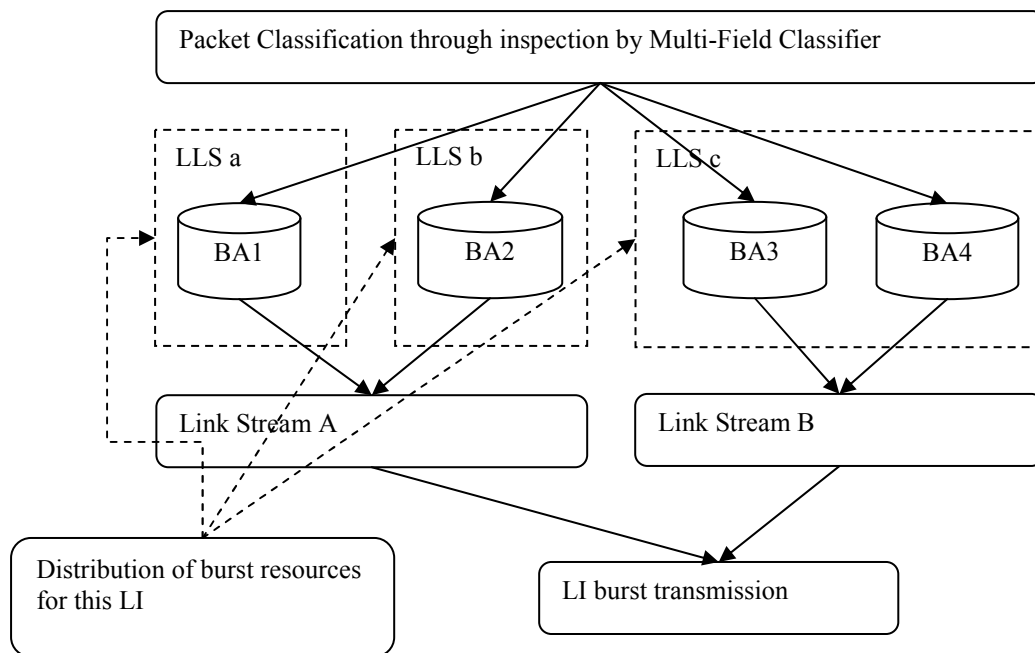 Packet Classification through inspection by Multi-Field Classifier
LLS a
LLS b
LLS c
BA1
BA2
BA3
BA4
Link Stream A
Link Stream B
Distribution of burst resources
for this LI
LI burst transmission